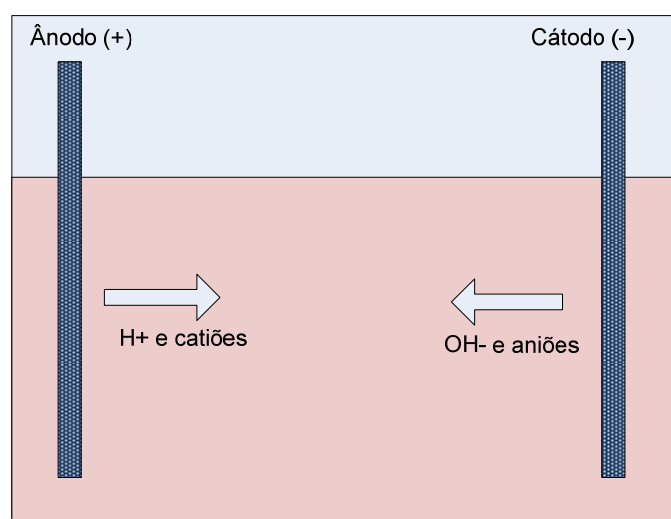 Ânodo (+)
Cátodo (-)
H+ e catiões
OH- e aniões